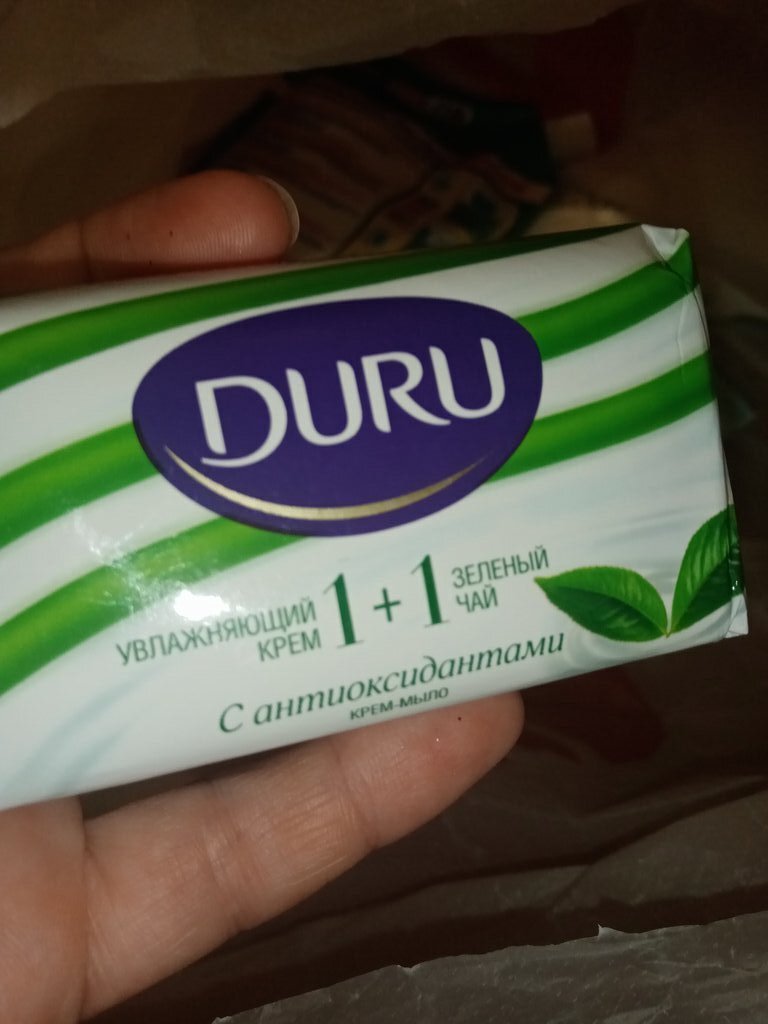 DURU
УВЛАЖНЯЮЩИЙ
КРЕМ
1+1
ЗЕЛЕНЫЙ
ЧАЙ
С антиоксидантами
КРЕМ-МЫЛО